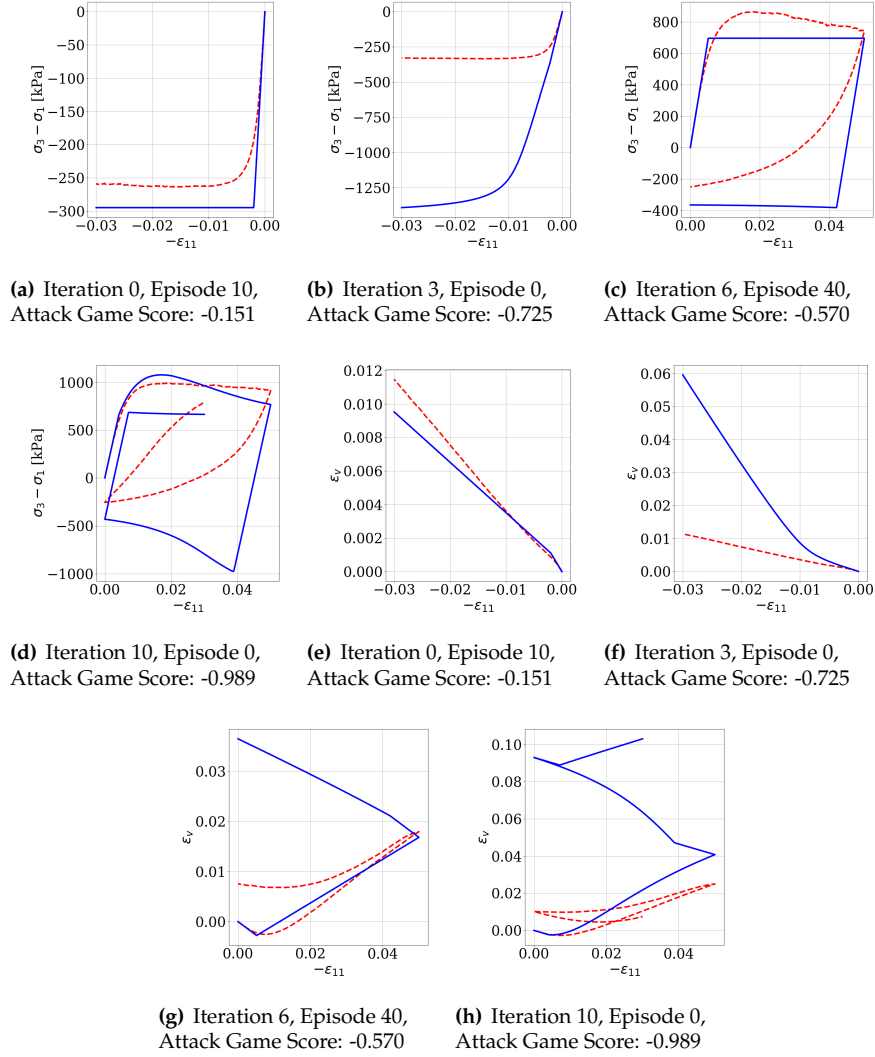 0
−50
−100
−150
−200
−250
−300
σ3 − σ1 [kPa]
−0.03 −0.02 −0.01 0.00
−ε11
0
−250
−500
−750
−1000
−1250
σ3 − σ1 [kPa]
−0.03 −0.02 −0.01 0.00
−ε11
800
600
400
200
0
−200
−400
σ3 − σ1 [kPa]
0.00 0.02 0.04
−ε11
(a) Iteration 0, Episode 10,
Attack Game Score: -0.151
(b) Iteration 3, Episode 0,
Attack Game Score: -0.725
(c) Iteration 6, Episode 40,
Attack Game Score: -0.570
1000
500
0
−500
−1000
σ3 − σ1 [kPa]
0.00 0.02 0.04
−ε11
0.012
0.010
0.008
0.006
0.004
0.002
0.000
εv
−0.03 −0.02 −0.01 0.00
−ε11
0.06
0.05
0.04
0.03
0.02
0.01
0.00
εv
−0.03 −0.02 −0.01 0.00
−ε11
(d) Iteration 10, Episode 0,
Attack Game Score: -0.989
(e) Iteration 0, Episode 10,
Attack Game Score: -0.151
(f) Iteration 3, Episode 0,
Attack Game Score: -0.725
0.03
0.02
0.01
0.00
εv
0.00 0.02 0.04
−ε11
0.10
0.08
0.06
0.04
0.02
0.00
εv
0.00 0.02 0.04
−ε11
(g) Iteration 6, Episode 40,
Attack Game Score: -0.570
(h) Iteration 10, Episode 0,
Attack Game Score: -0.989